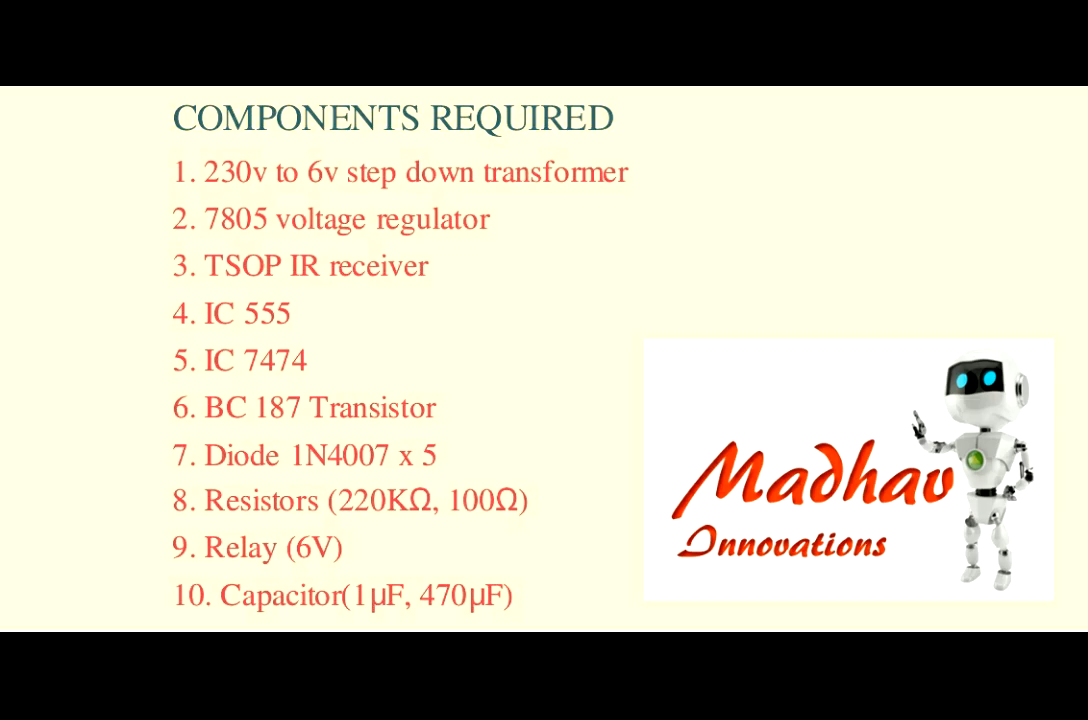 COMPONENTS REQUIRED
1. 230v to 6v step down transformer
2. 7805 voltage regulator
3. TSOP IR receiver
4. IC 555
5. IC 7474
6. BC 187 Transistor
7. Diode 1N4007 x 5
8. Resistors (220KΩ, 100Ω)
9. Relay (6V)
10. Capacitor(1µF, 470µF)
Madhav
Innovations